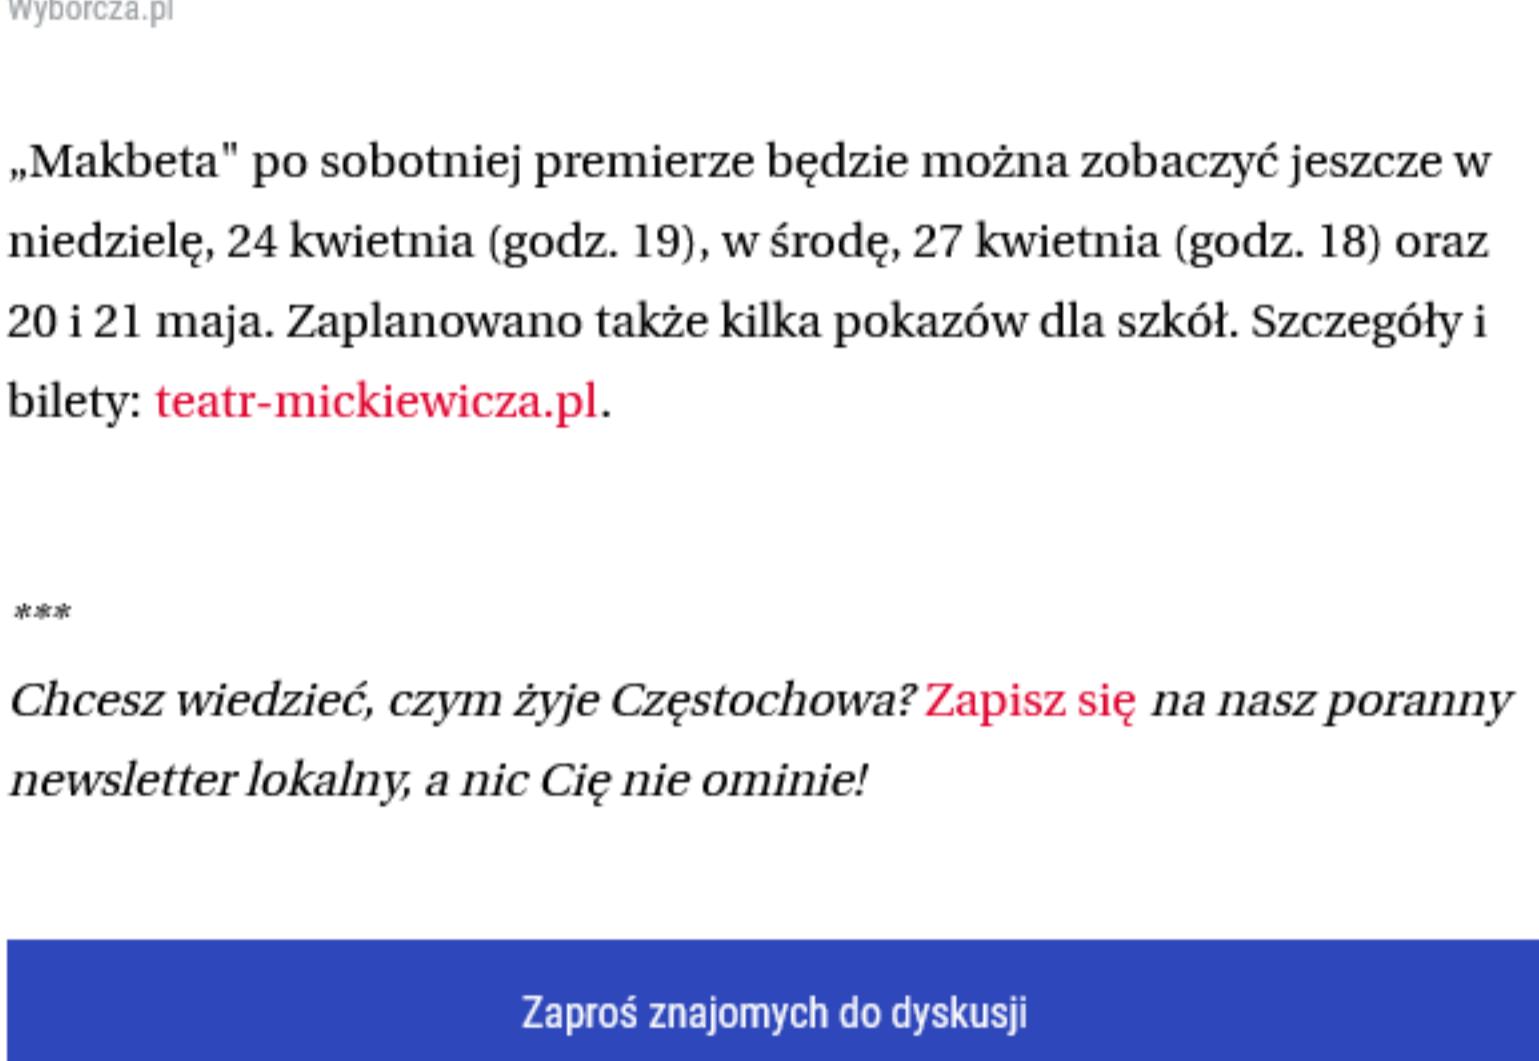 Wyborcza.pl
„Makbeta" po sobotniej premierze będzie można zobaczyć jeszcze w
niedzielę, 24 kwietnia (godz. 19), w środę, 27 kwietnia (godz. 18) oraz
20 i 21 maja. Zaplanowano także kilka pokazów dla szkół. Szczegóły i
bilety: teatr-mickiewicza.pl.
***
Chcesz wiedzieć, czym żyje Częstochowa? Zapisz się na nasz poranny
newsletter lokalny, a nic Cię nie ominie!
Zaproś znajomych do dyskusji